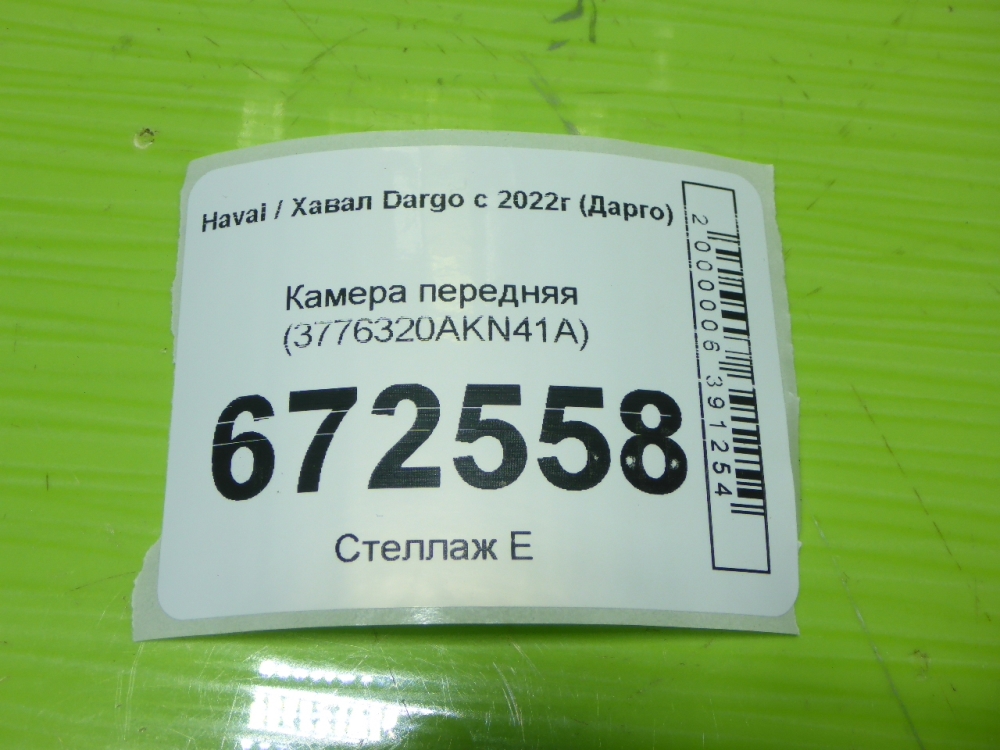 Haval / Хавал Dargo с 2022г (Дарго)
Камера передняя
(3776320AKN41A)
672558
Стеллаж E
2000006391254